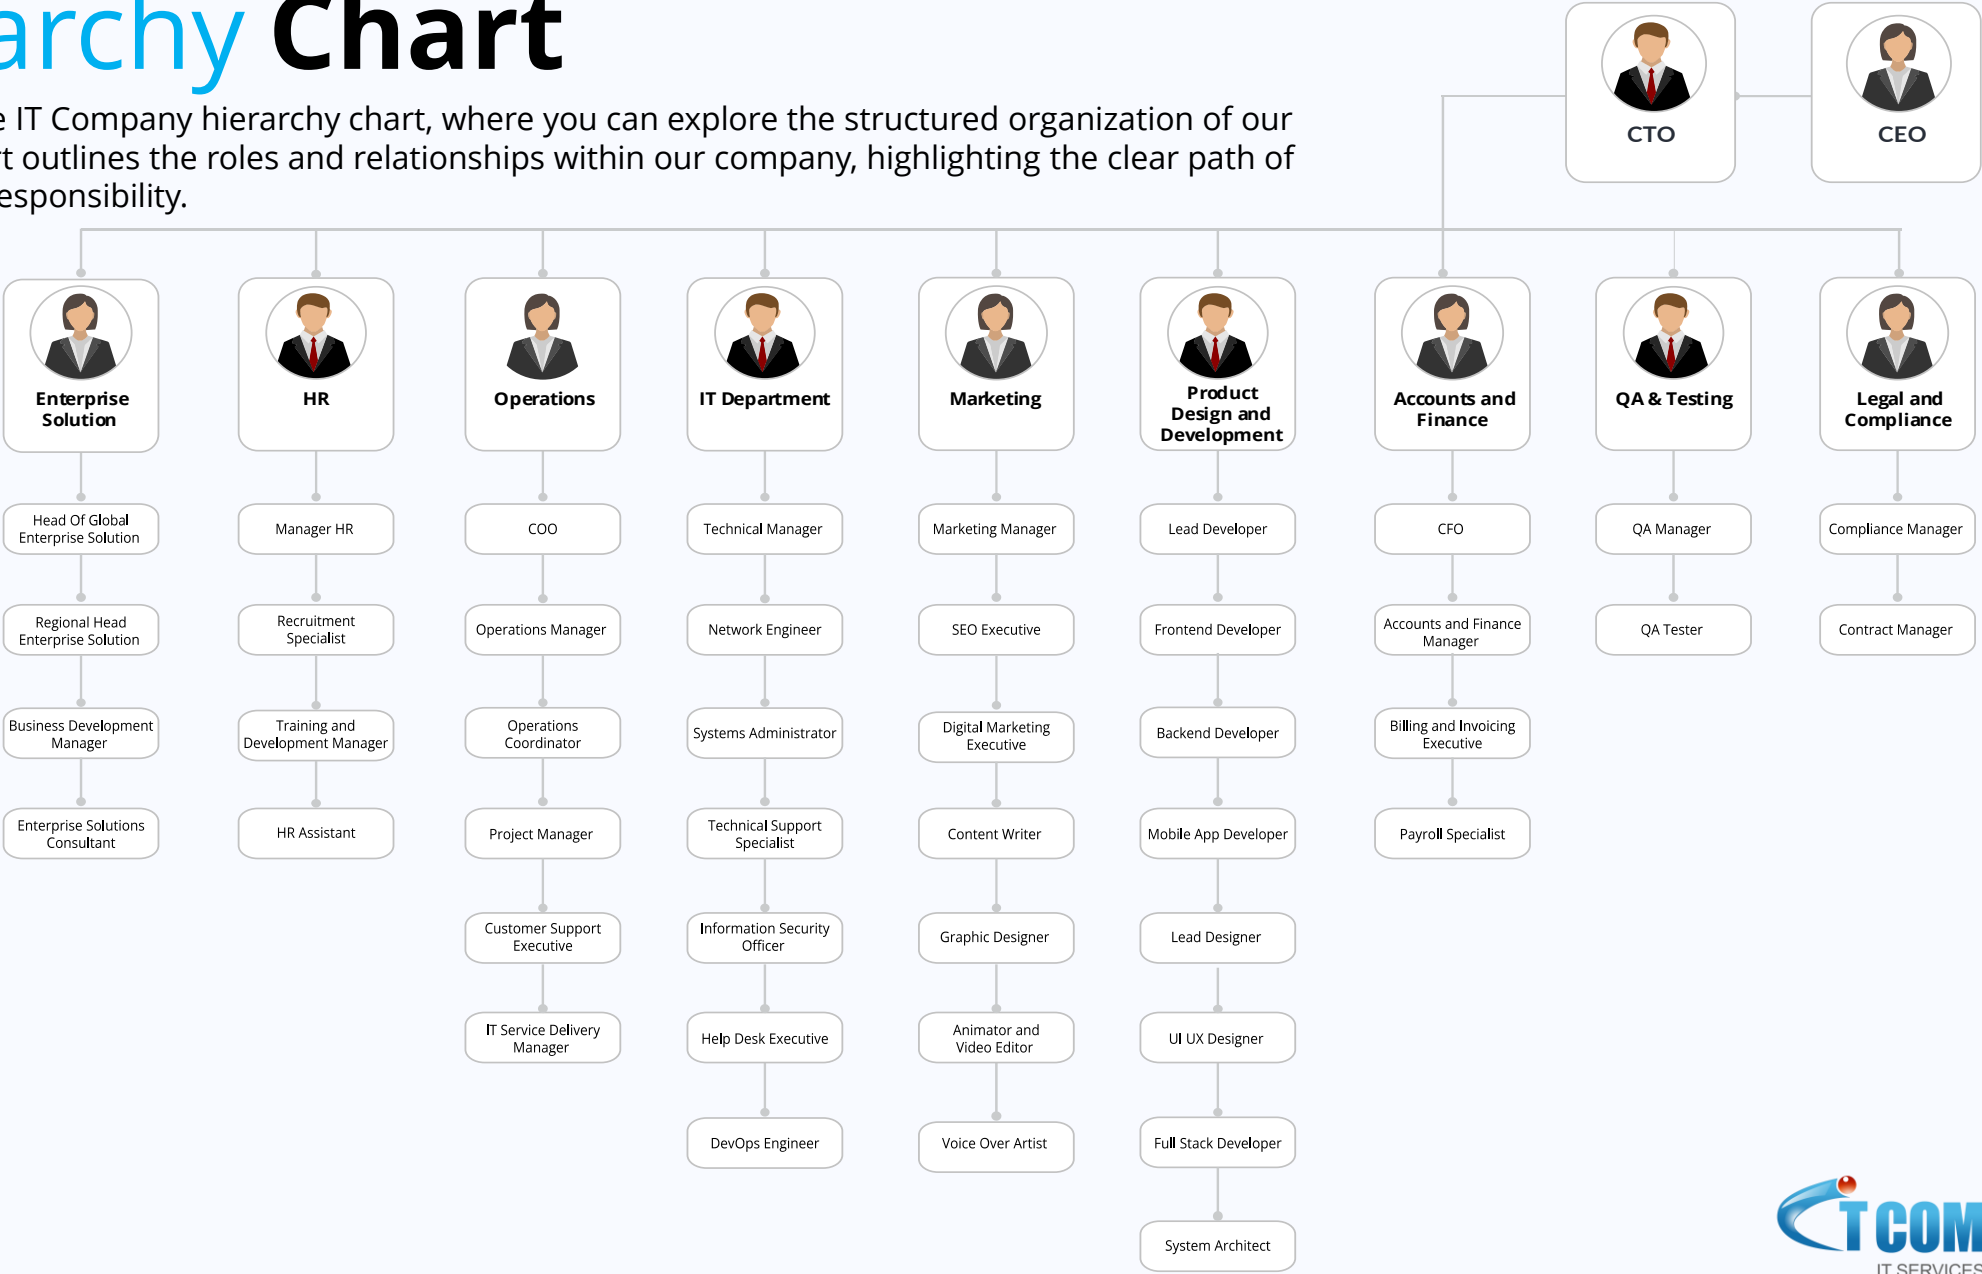 archy Chart
e IT Company hierarchy chart, where you can explore the structured organization of our
t outlines the roles and relationships within our company, highlighting the clear path of
esponsibility.
CTO
CEO
Enterprise
Solution
HR
Operations
IT Department
Marketing
Product
Design and
Development
Accounts and
Finance
QA & Testing
Legal and
Compliance
Head Of Global
Enterprise Solution
Manager HR
COO
Technical Manager
Marketing Manager
Lead Developer
CFO
QA Manager
Compliance Manager
Regional Head
Enterprise Solution
Recruitment
Specialist
Operations Manager
Network Engineer
SEO Executive
Frontend Developer
Accounts and Finance
Manager
QA Tester
Contract Manager
Business Development
Manager
Training and
Development Manager
Operations
Coordinator
Systems Administrator
Digital Marketing
Executive
Backend Developer
Billing and Invoicing
Executive
Enterprise Solutions
Consultant
HR Assistant
Project Manager
Technical Support
Specialist
Content Writer
Mobile App Developer
Payroll Specialist
Customer Support
Executive
Information Security
Officer
Graphic Designer
Lead Designer
IT Service Delivery
Manager
Help Desk Executive
Animator and
Video Editor
UI UX Designer
DevOps Engineer
Voice Over Artist
Full Stack Developer
System Architect
IT COM
IT SERVICES